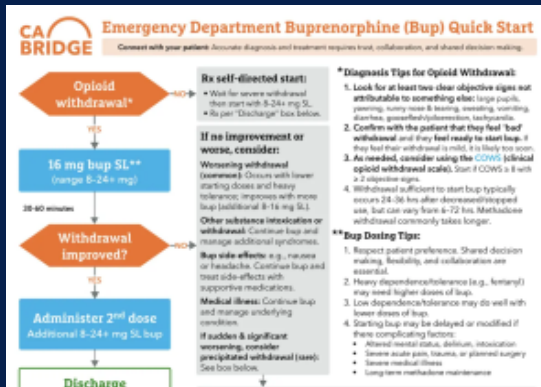 CA
BRIDGE
Emergency Department Buprenorphine (Bup) Quick Start
Connect with your patient: Accurate diagnosis and treatment requires trust, collaboration, and shared decision making.
Opioid
withdrawal*
NO
YES
16 mg bup SL**
(range 8-24+ mg)
30-60 minutes
Withdrawal
improved?
NO
YES
Administer 2nd dose
Additional 8-24+ mg SL bup
Discharge
Rx self-directed start:
• Wait for severe withdrawal
then start with 8-24+ mg SL.
• Rx per "Discharge" box below.
If no improvement or
worse, consider:
Worsening withdrawal
(common): Occurs with lower
starting doses and heavy
tolerance; improves with more
bup (additional 8-16 mg SL).
Other substance intoxication or
withdrawal: Continue bup and
manage additional syndromes.
Bup side effects: e.g., nausea
or headache. Continue bup and
treat side-effects with
supportive medications.
Medical illness: Continue bup
and manage underlying
condition.
If sudden & significant
worsening, consider
precipitated withdrawal (rare):
See box below.
*Diagnosis Tips for Opioid Withdrawal:
1. Look for at least two clear objective signs not
attributable to something else: large pupils,
yawning, runny nose & tearing, sweating, vomiting,
diarrhea, gooseflesh/piloerection, tachycardia.
2. Confirm with the patient that they feel 'bad'
withdrawal and they feel ready to start bup. If
they feel their withdrawal is mild, it is likely too soon.
3. As needed, consider using the COWS (clinical
opioid withdrawal scale). Start if COWS ≥ 8 with
≥ 2 objective signs.
4. Withdrawal sufficient to start bup typically
occurs 24-36 hrs after decreased/stopped
use, but can vary from 6-72 hrs. Methadone
withdrawal commonly takes longer.
**Bup Dosing Tips:
1. Respect patient preference. Shared decision
making, flexibility, and collaboration are
essential.
2. Heavy dependence/tolerance (e.g., fentanyl)
may need higher doses of bup.
3. Low dependence/tolerance may do well with
lower doses of bup.
4. Starting bup may be delayed or modified if
there complicating factors:
• Altered mental status, delirium, intoxication
• Severe acute pain, trauma, or planned surgery
• Severe medical illness
• Long term methadone maintenance